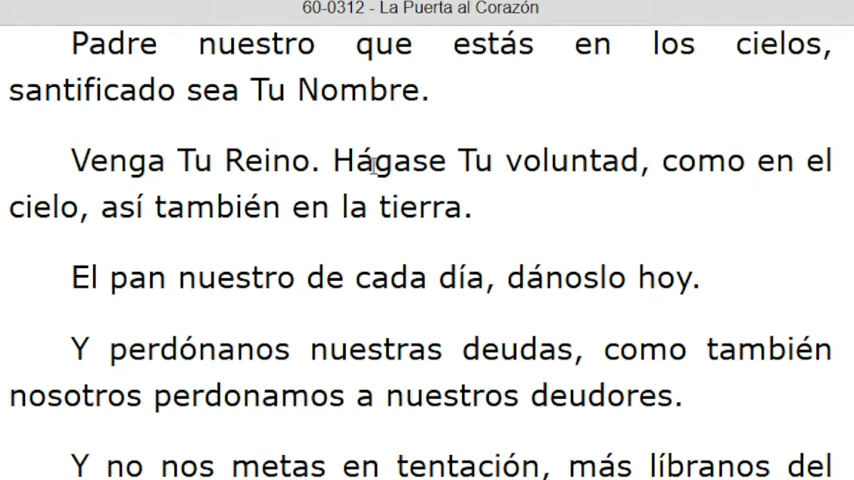 60-0312 - La Puerta al Corazón
Padre nuestro que estás en los cielos,
santificado sea Tu Nombre.
Venga Tu Reino. Hágase Tu voluntad, como en el
cielo, así también en la tierra.
El pan nuestro de cada día, dánoslo hoy.
Y perdónanos nuestras deudas, como también
nosotros perdonamos a nuestros deudores.
Y no nos metas en tentación, más líbranos del